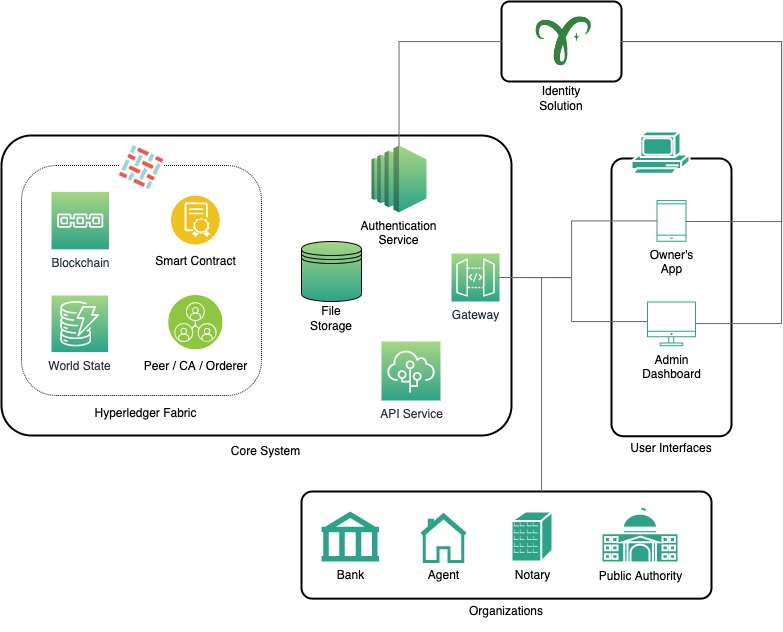 Identity
Solution
Authentication
Service
Blockchain
Smart Contract
Owner's
App
File
Storage
Gateway
World State
Peer / CA / Orderer
Admin
Dashboard
API Service
Hyperledger Fabric
Core System
User Interfaces
Bank
Agent
Notary
Public Authority
Organizations